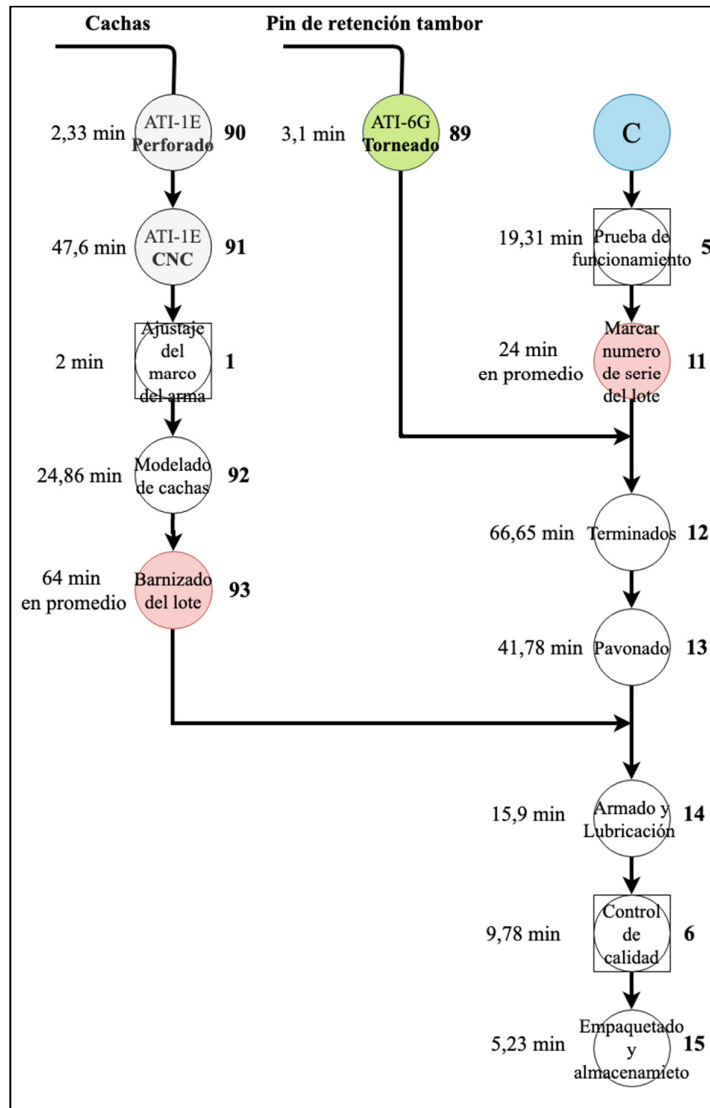 Cachas
Pin de retención tambor
2,33 min
ATI-1E
Perforado
90
3,1 min
ATI-6G
Torneado
89
C
47,6 min
ATI-1E
CNC
91
19,31 min
Prueba de
funcionamiento
5
2 min
Ajustaje del
marco
del arma
1
24 min
en promedio
Marcar
numero
de serie
del lote
11
24,86 min
Modelado
de cachas
92
66,65 min
Terminados
12
64 min
en promedio
Barnizado
del lote
93
41,78 min
Pavonado
13
15,9 min
Armado y
Lubricación
14
9,78 min
Control
de
calidad
6
5,23 min
Empaquetado
y
almacenamieto
15